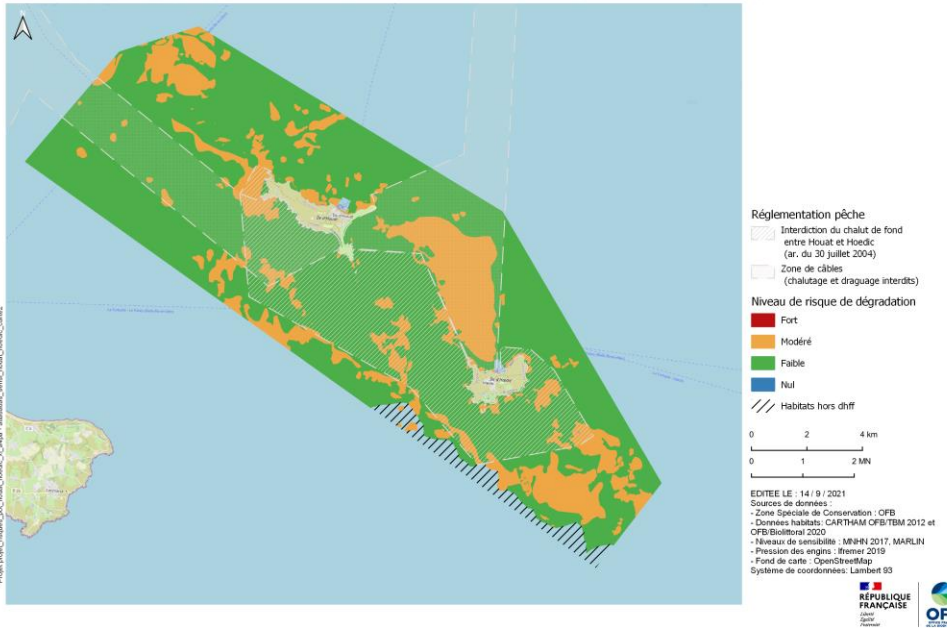 N
Réglementation pêche
Interdiction du chalut de fond
entre Houat et Hoedic
(ar. du 30 juillet 2004)
Zone de câbles
(chalutage et draguage interdits)
Niveau de risque de dégradation
Fort
Modéré
Faible
Nul
Habitats hors dhff
0 2 4 km
0 1 2 MN
EDITEE LE : 14 / 9 / 2021
Sources de données :
- Zone Spéciale de Conservation : OFB
- Données habitats: CARTHAM OFB/TBM 2012 et
OFB/Biolittoral 2020
- Niveaux de sensibilité : MNHN 2017, MARLIN
- Pression des engins : Ifremer 2019
- Fond de carte : OpenStreetMap
Système de coordonnées: Lambert 93
RÉPUBLIQUE
FRANÇAISE
Liberté
Égalité
Fraternité